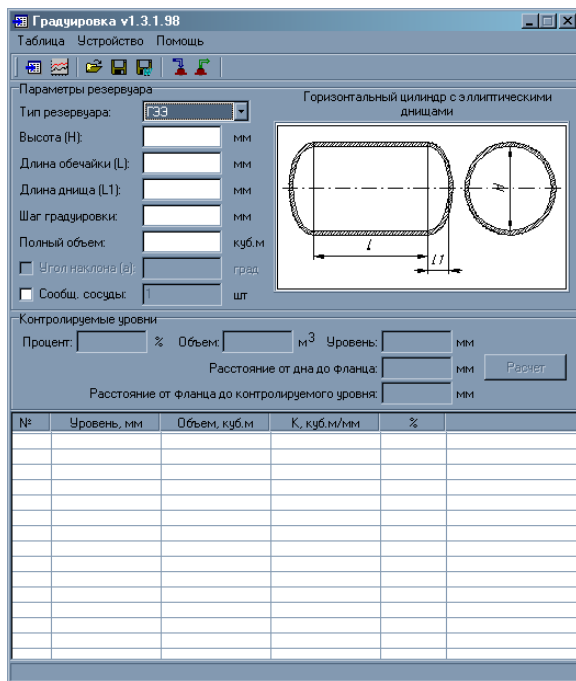 Градуировка v1.3.1.98
Таблица Устройство Помощь
Параметры резервуара
Тип резервуара: ГЭЭ
Высота (H): мм
Длина обечайки (L): мм
Длина днища (L1): мм
Шаг градуировки: мм
Полный объем: куб.м
Угол наклона (a): град
Сообщ. сосуды: 1 шт
Горизонтальный цилиндр с эллиптическими
днищами
H
L
L1
Контролируемые уровни
Процент: % Объем: м3 Уровень: мм
Расстояние от дна до фланца: мм Расчет
Расстояние от фланца до контролируемого уровня: мм
№ Уровень, мм Объем, куб.м К, куб.м/мм %